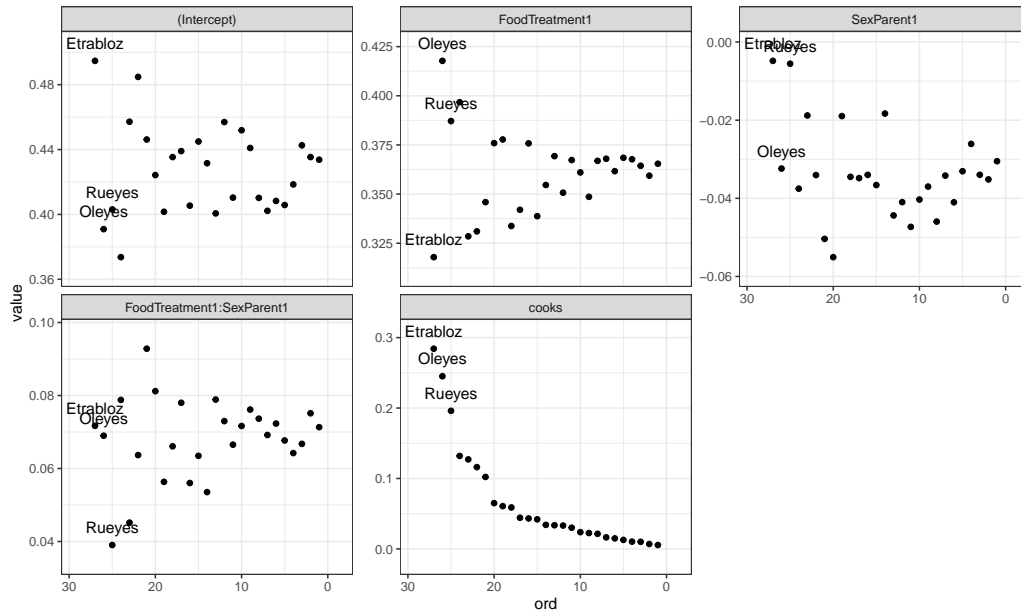 (Intercept)
FoodTreatment1
SexParent1
Etrabloz
Rueyes
Oleyes
0.48
0.44
0.40
0.36
Oleyes
Rueyes
Etrabloz
0.425
0.400
0.375
0.350
0.325
Etrabloz
Rueyes
Oleyes
0.00
−0.02
−0.04
−0.06
30
20
10
0
value
FoodTreatment1:SexParent1
cooks
Etrabloz
Oleyes
Rueyes
0.10
0.08
0.06
0.04
30
20
10
0
Etrabloz
Oleyes
Rueyes
0.3
0.2
0.1
0.0
30
20
10
0
ord